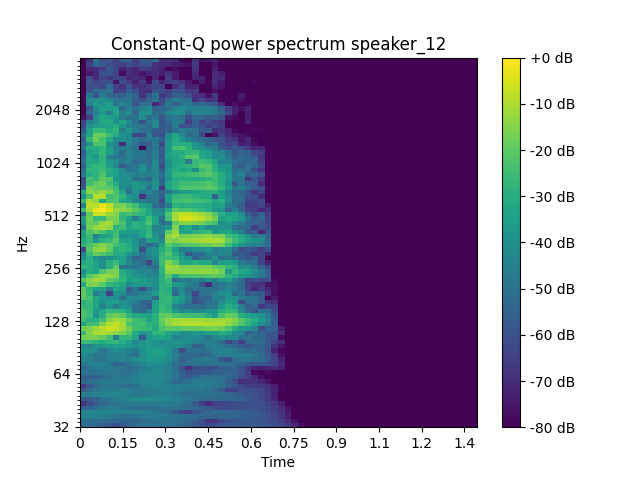 Constant-Q power spectrum speaker_12
Hz
2048
1024
512
256
128
64
32
0 0.15 0.3 0.45 0.6 0.75 0.9 1.1 1.2 1.4
Time
+0 dB
-10 dB
-20 dB
-30 dB
-40 dB
-50 dB
-60 dB
-70 dB
-80 dB